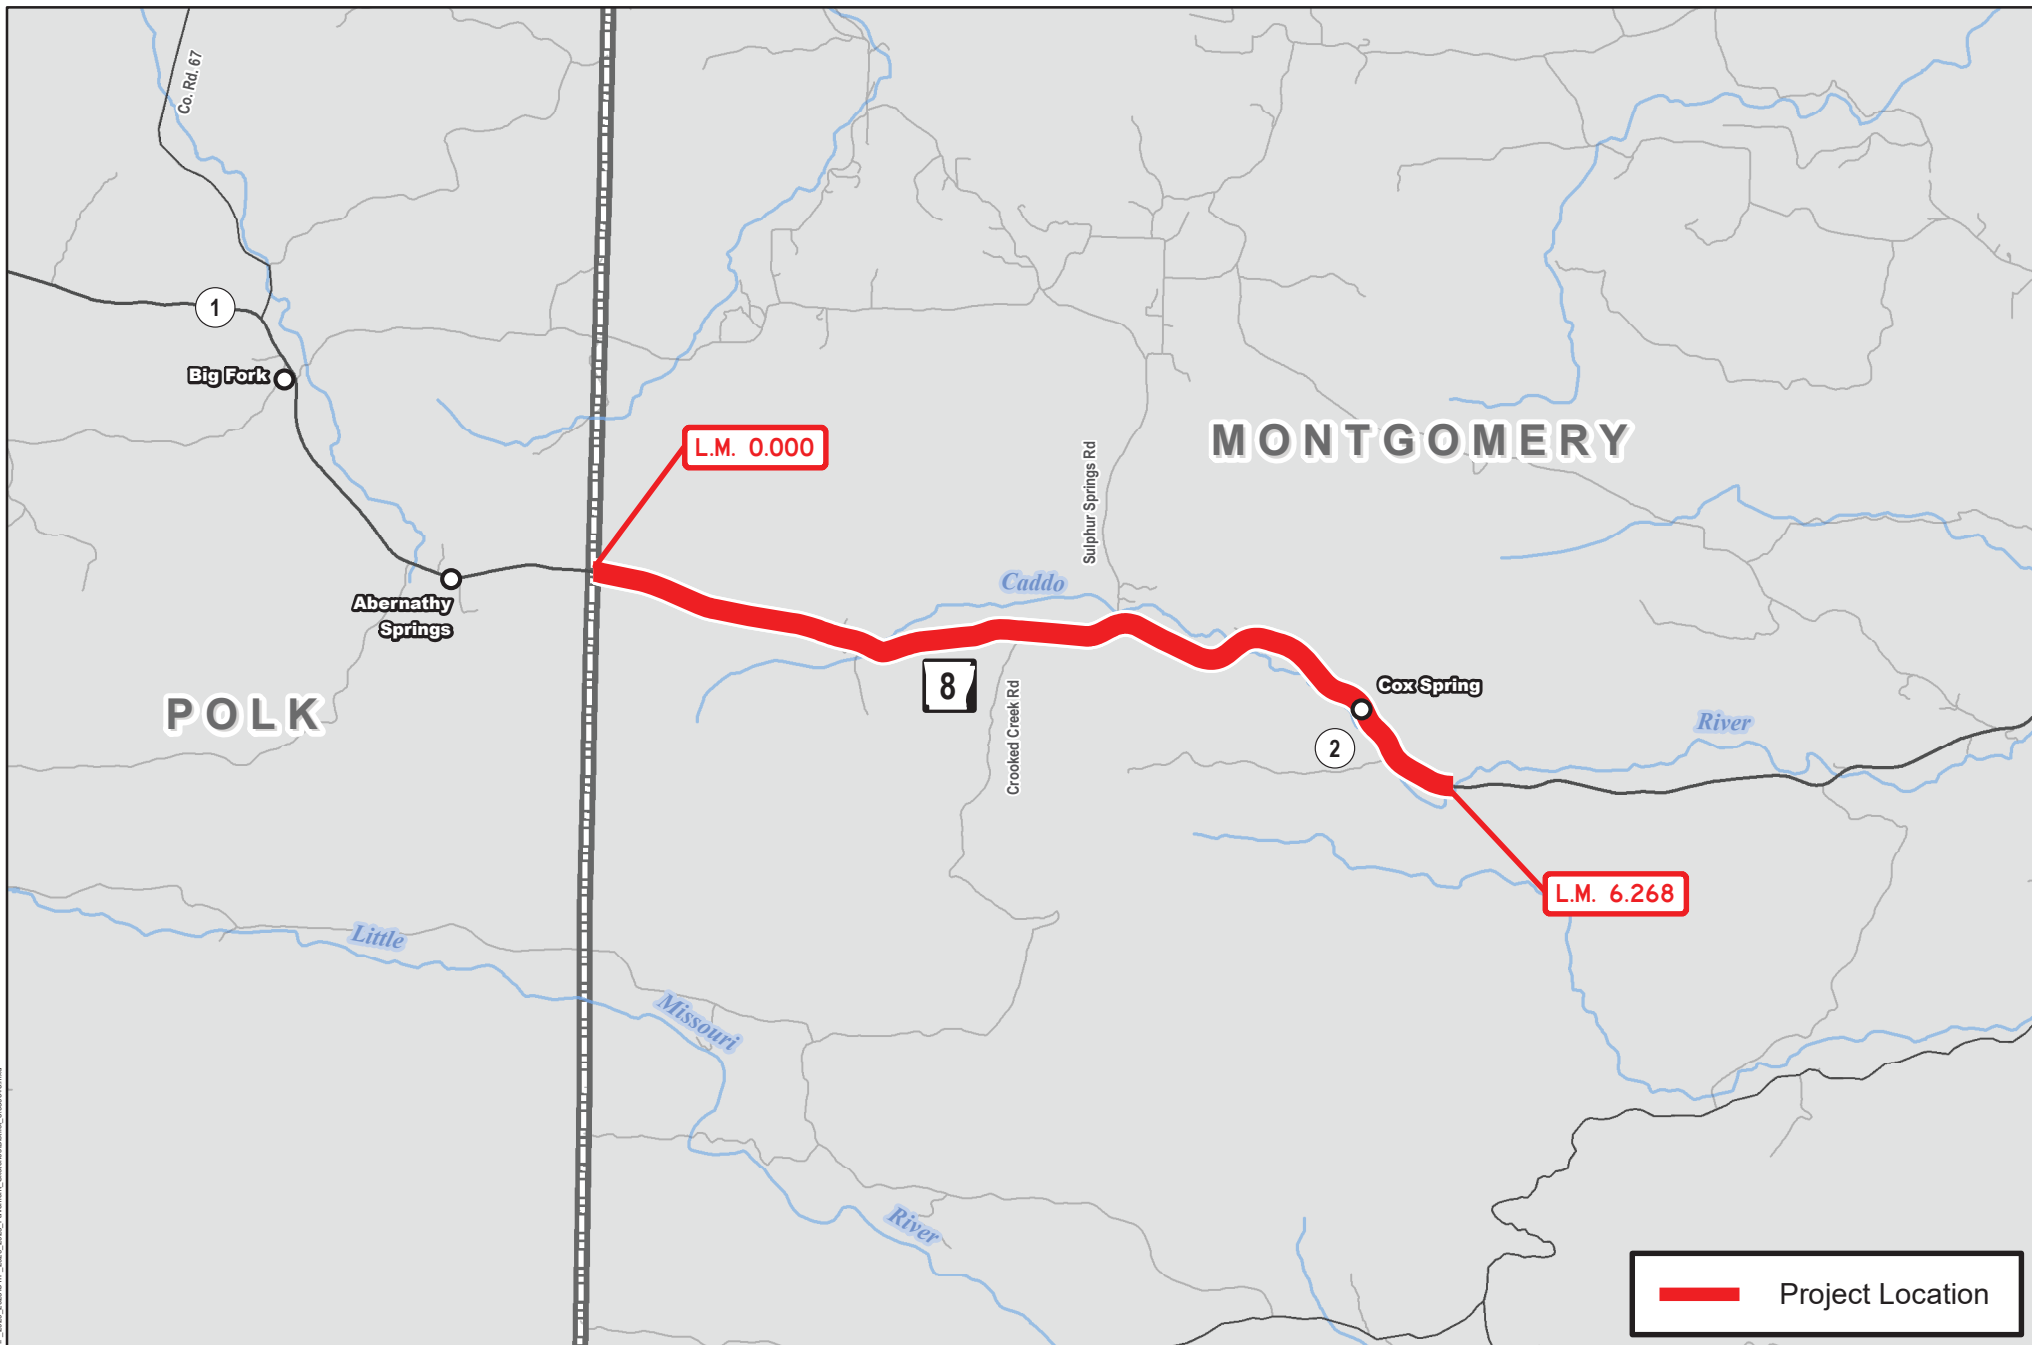 Co. Rd. 67
1
Big Fork
L.M. 0.000
MONTGOMERY
Sulphur Springs Rd
Caddo
Abernathy
Springs
8
Cox Spring
POLK
Crooked Creek Rd
River
2
L.M. 6.268
Little
Missouri
River
Project Location